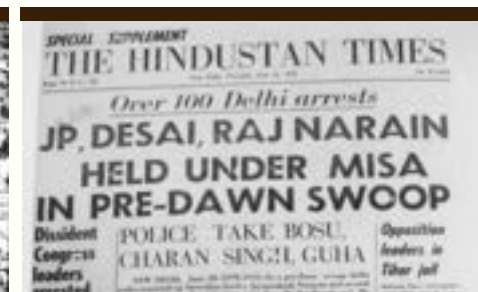 SPECIAL SUPPLEMENT
THE HINDUSTAN TIMES
Over 100 Delhi arrests
JP, DESAI, RAJ NARAIN
HELD UNDER MISA
IN PRE-DAWN SWOOP
Dissident
Congress
leaders
arrested
POLICE TAKE BOSU,
CHARAN SINGH, GUHA
Opposition
leaders in
Tihar jail